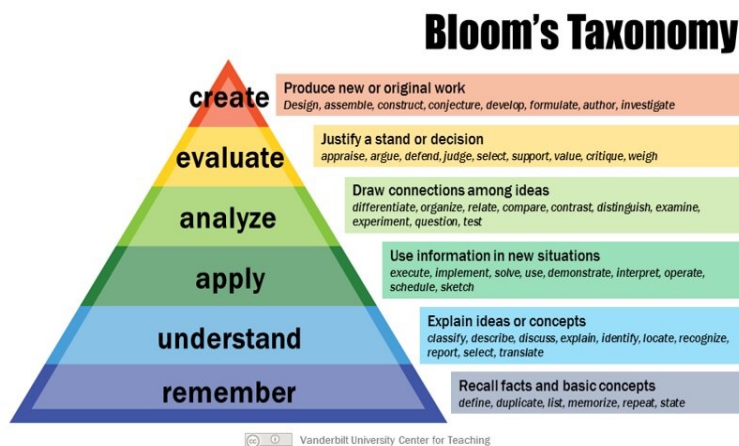 Bloom's Taxonomy
create
Produce new or original work
Design, assemble, construct, conjecture, develop, formulate, author, investigate
evaluate
Justify a stand or decision
appraise, argue, defend, judge, select, support, value, critique, weigh
analyze
Draw connections among ideas
differentiate, organize, relate, compare, contrast, distinguish, examine,
experiment, question, test
apply
Use information in new situations
execute, implement, solve, use, demonstrate, interpret, operate,
schedule, sketch
understand
Explain ideas or concepts
classify, describe, discuss, explain, identify, locate, recognize,
report, select, translate
remember
Recall facts and basic concepts
define, duplicate, list, memorize, repeat, state
cc
Vanderbilt University Center for Teaching